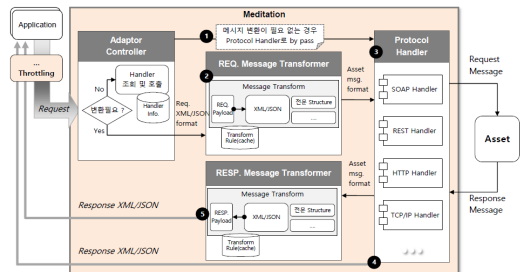 Meditation
Application
...
Throttling
Request
Adaptor
Controller
Handler
조회 및 호출
No
변환필요 ?
Handler
Info.
Yes
1
메시지 변환이 필요 없는 경우
Protocol Handler로 by pass
Req.
XML/JSON
format
2
REQ. Message Transformer
Message Transform
REQ.
Payload
XML/JSON
전문 Structure
...
Transform
Rule(cache)
Asset
msg.
format
RESP. Message Transformer
Message Transform
RESP.
Payload
XML/JSON
전문 Structure
...
Transform
Rule(cache)
Asset
msg.
format
5
Response XML/JSON
Response XML/JSON
3
Protocol
Handler
SOAP Handler
REST Handler
HTTP Handler
TCP/IP Handler
4
Request
Message
Asset
Response
Message